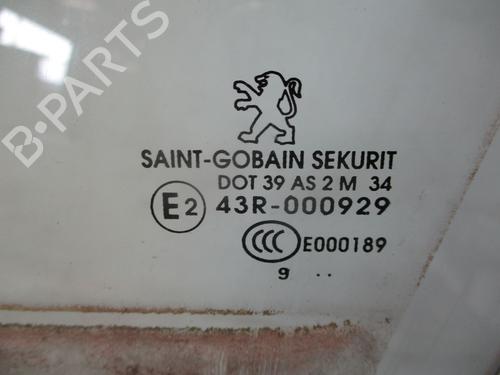 B-PARTS
SAINT-GOBAIN SEKURIT
DOT 39 AS 2 M 34
E2 43R-000929
CCC E000189
9 ..